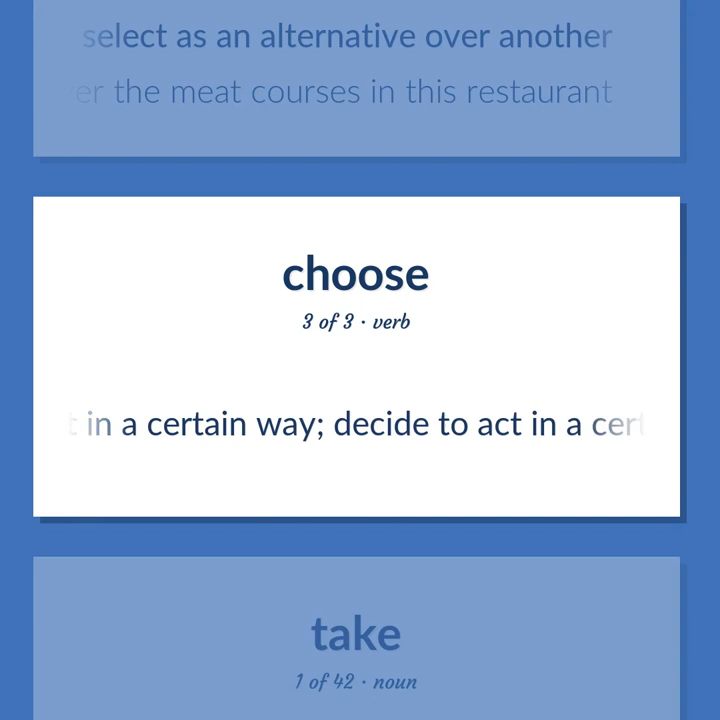 select as an alternative over another
the meat courses in this restaurant
choose
3 of 3 · verb
in a certain way; decide to act in a
take
1 of 42 · noun